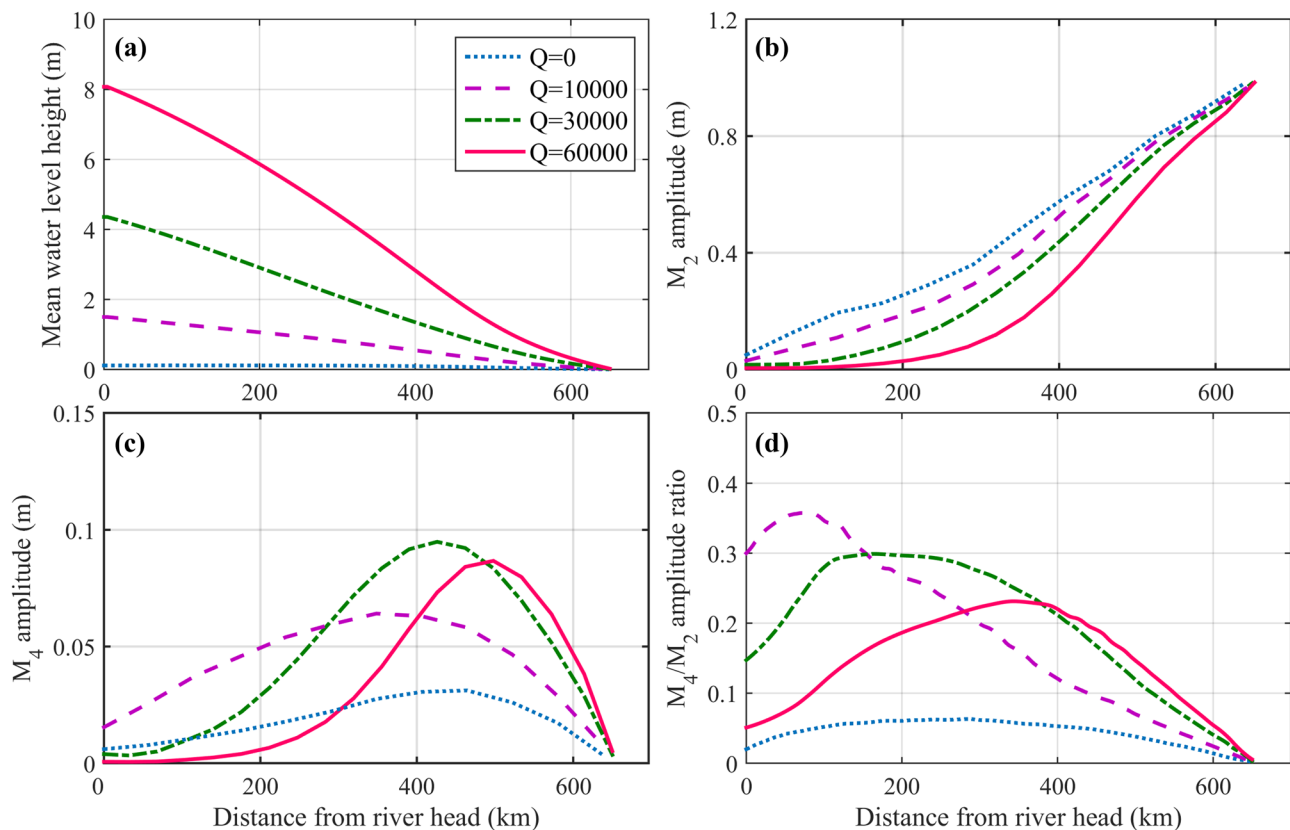 (a)
Mean water level height (m)
10
8
6
4
2
0
0
200
400
600
Q=0
Q=10000
Q=30000
Q=60000
(b)
M2 amplitude (m)
1.2
0.8
0.4
0
0
200
400
600
(c)
M4 amplitude (m)
0.15
0.1
0.05
0
0
200
400
600
Distance from river head (km)
(d)
M4/M2 amplitude ratio
0.5
0.4
0.3
0.2
0.1
0
0
200
400
600
Distance from river head (km)